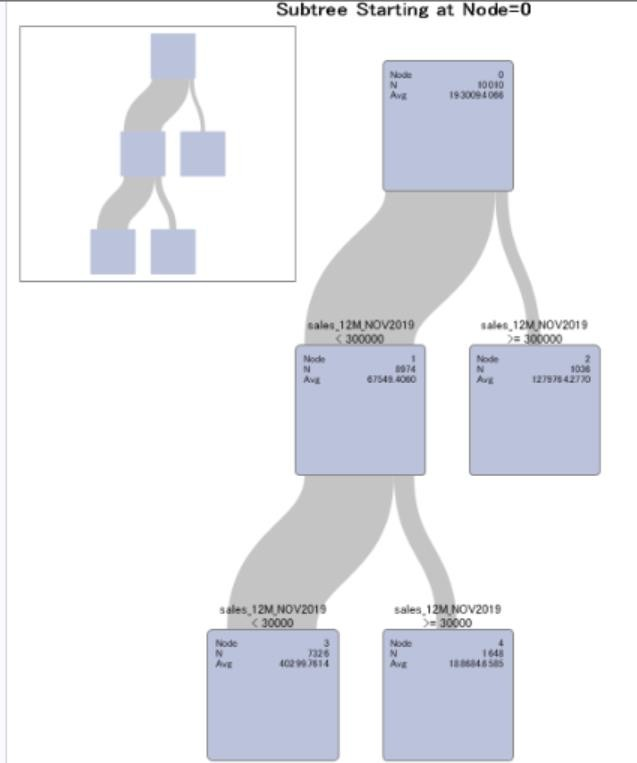 Subtree Starting at Node=0
Node 0
N 10010
Avg 193009.4066
sales_12M_NOV2019
< 300000
sales_12M_NOV2019
>= 300000
Node 1
N 8974
Avg 67549.4060
Node 2
N 1036
Avg 1279764.2770
sales_12M_NOV2019
< 30000
sales_12M_NOV2019
>= 30000
Node 3
N 7326
Avg 40299.7614
Node 4
N 1648
Avg 188684.6585